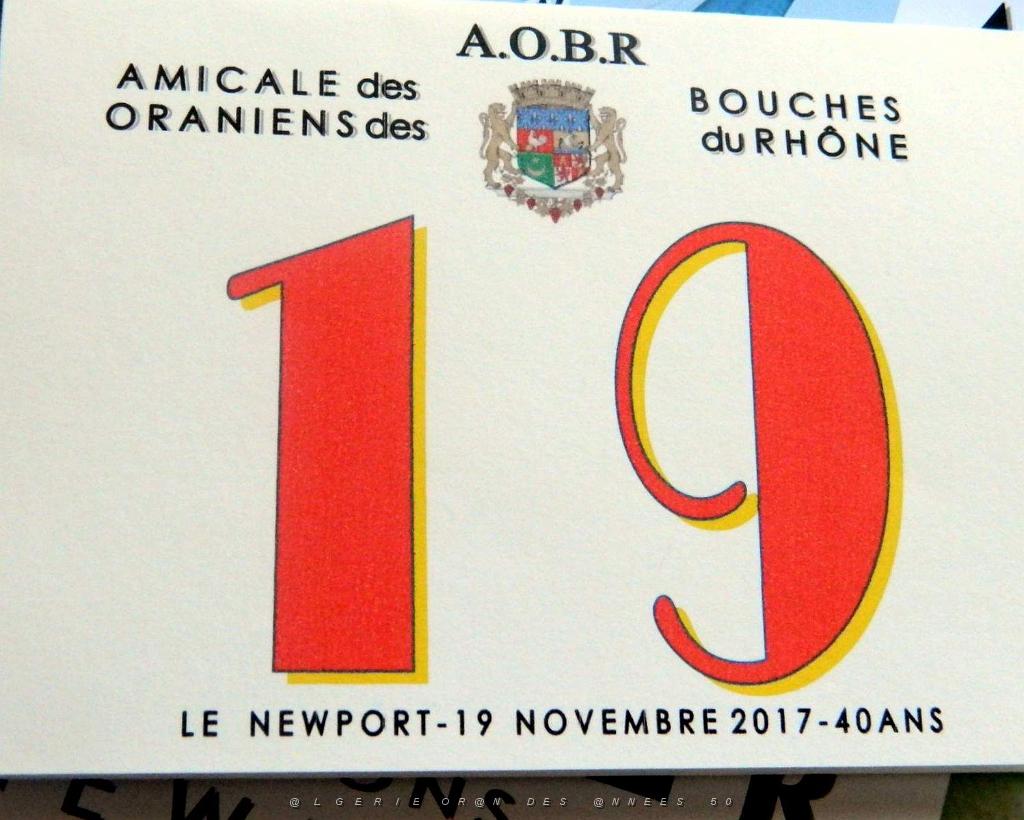 A.O.B.R
AMICALE des
ORANIENS des
BOUCHES
du RHÔNE
19
LE NEWPORT-19 NOVEMBRE 2017-40ANS
@LGERIE OR@N DES @NNEES 50